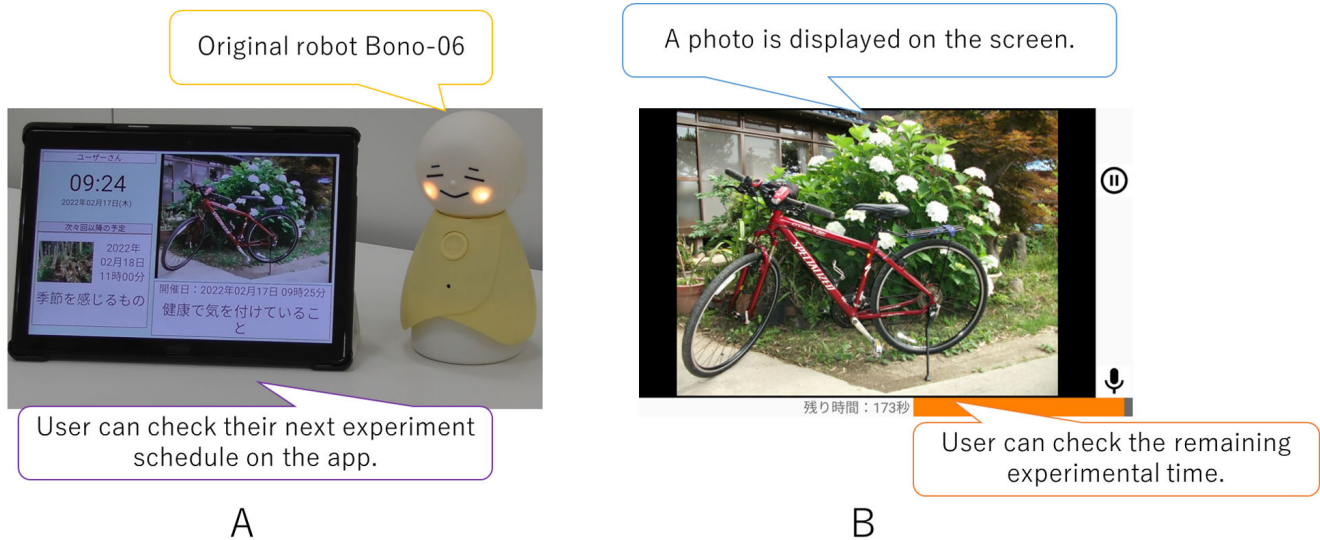 Original robot Bono-06
A photo is displayed on the screen.
ユーザーさん
09:24
2022年02月17日(木)
次々回以降の予定
2022年
02月18日
11時00分
季節を感じるもの
開催日：2022年02月17日 09時25分
健康で気を付けているこ
と
SPECIALIZED
残り時間：173秒
User can check their next experiment
schedule on the app.
User can check the remaining
experimental time.
A
B